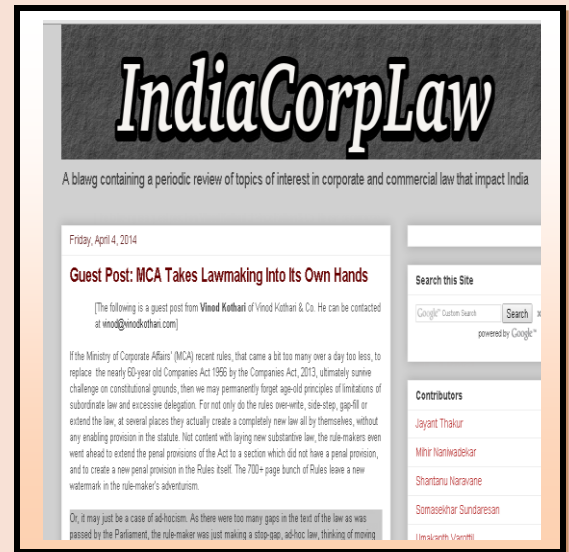 IndiaCorpLaw
A blawg containing a periodic review of topics of interest in corporate and commercial law that impact India
Friday, April 4, 2014
Guest Post: MCA Takes Lawmaking Into Its Own Hands
[The following is a guest post from Vinod Kothari of Vinod Kothari & Co. He can be contacted
at vinod@vinodkothari.com]
If the Ministry of Corporate Affairs' (MCA) recent rules, that came a bit too many over a day too less, to
replace the nearly 60-year old Companies Act 1956 by the Companies Act, 2013, ultimately survive
challenge on constitutional grounds, then we may permanently forget age-old principles of limitations of
subordinate law and excessive delegation. For not only do the rules over-write, side-step, gap-fill or
extend the law, at several places they actually create a completely new law all by themselves, without
any enabling provision in the statute. Not content with laying new substantive law, the rule-makers even
went ahead to extend the penal provisions of the Act to a section which did not have a penal provision,
and to create a new penal provision in the Rules itself. The 700+ page bunch of Rules leave a new
watermark in the rule-maker's adventurism.
Or, it may just be a case of ad-hocism. As there were too many gaps in the text of the law as was
passed by the Parliament, the rule-maker was just making a stop-gap, ad-hoc law, thinking of moving
Search this Site
Google™ Custom Search
Search
powered by Google™
Contributors
Jayant Thakur
Mihir Naniwadekar
Shantanu Naravane
Somasekhar Sundaresan
Umakanth Varottil